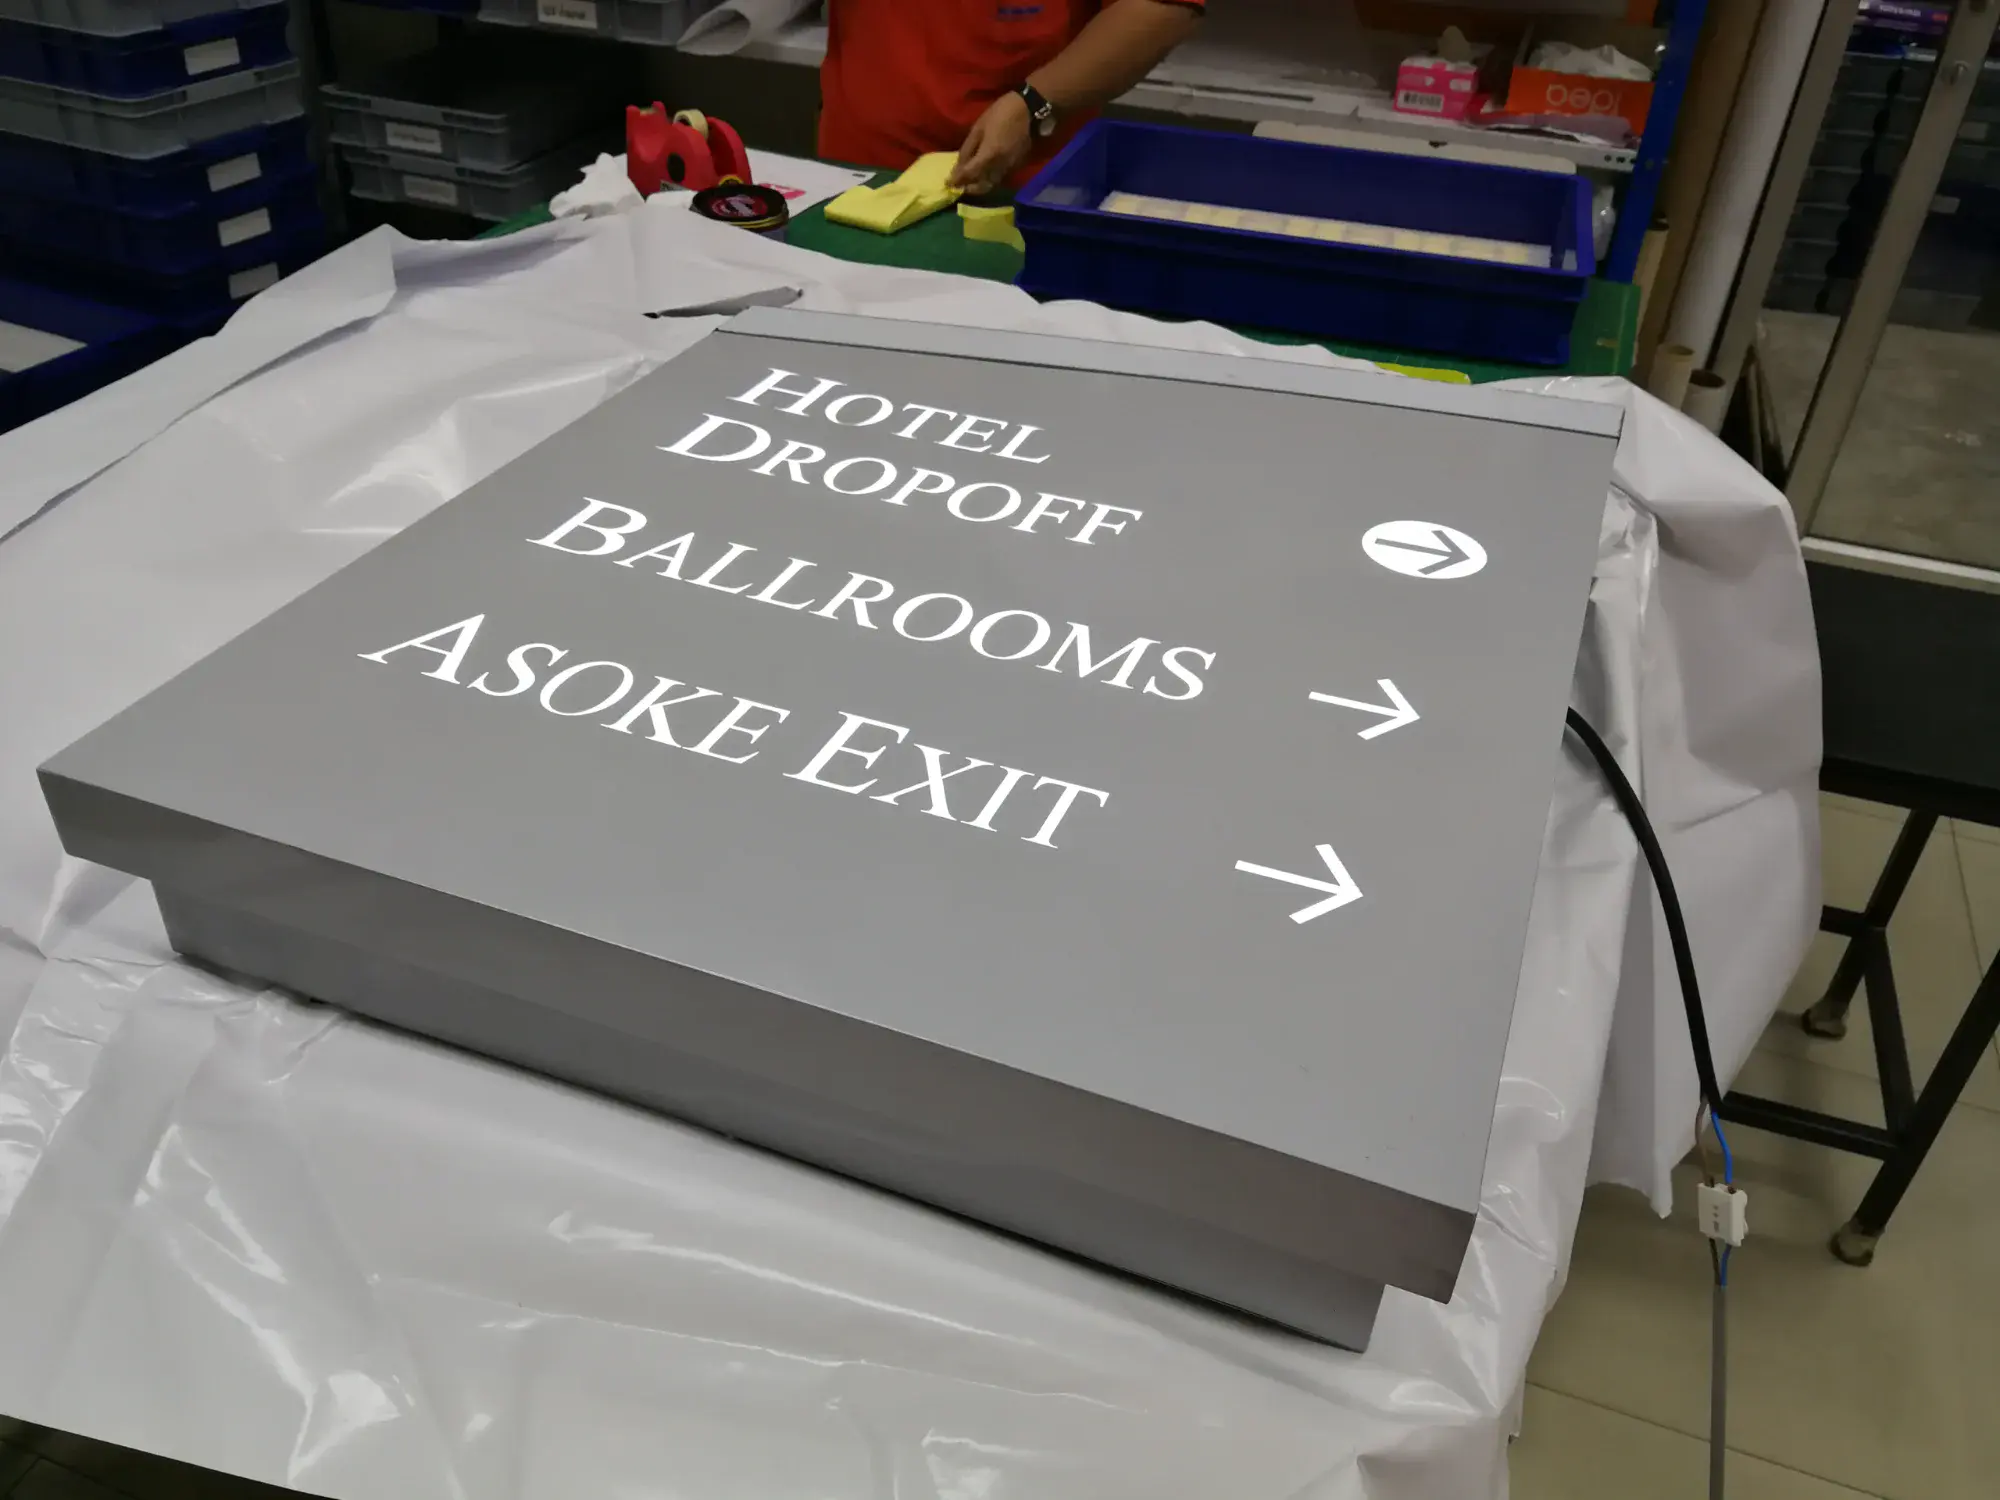 HOTEL
DROPOFF
BALLROOMS
ASOKE EXIT